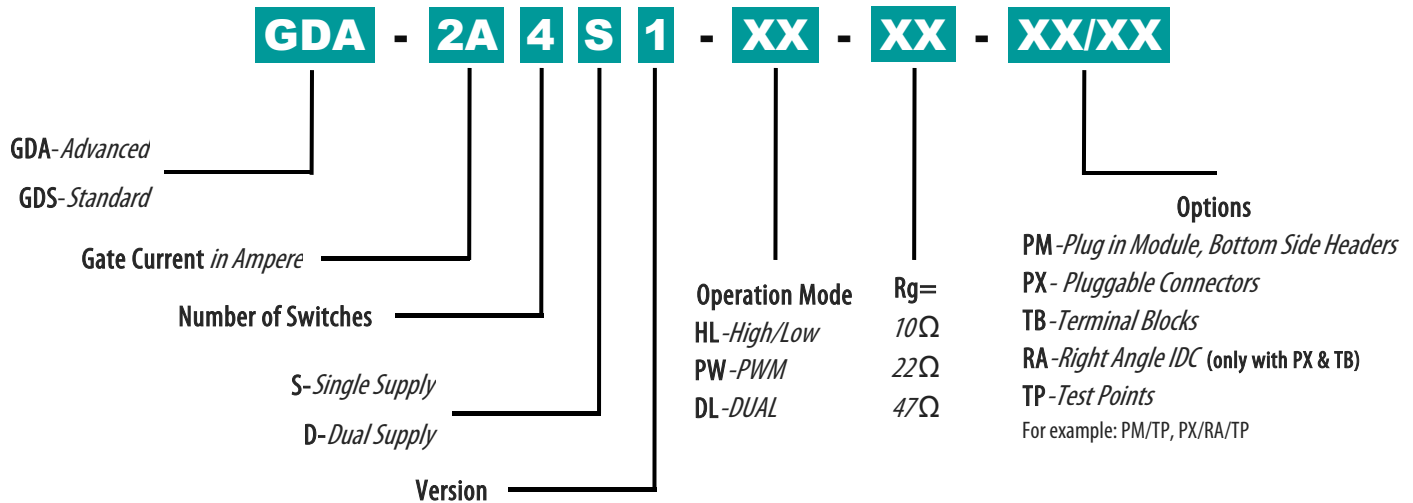 GDA - 2A 4 S 1 - XX - XX - XX/XX
GDA-Advanced
GDS-Standard
Gate Current in Ampere
Number of Switches
S-Single Supply
D-Dual Supply
Version
Operation Mode
HL-High/Low
PW-PWM
DL-DUAL
Rg=
10Ω
22Ω
47Ω
Options
PM-Plug in Module, Bottom Side Headers
PX- Pluggable Connectors
TB-Terminal Blocks
RA-Right Angle IDC (only with PX & TB)
TP-Test Points
For example: PM/TP, PX/RA/TP